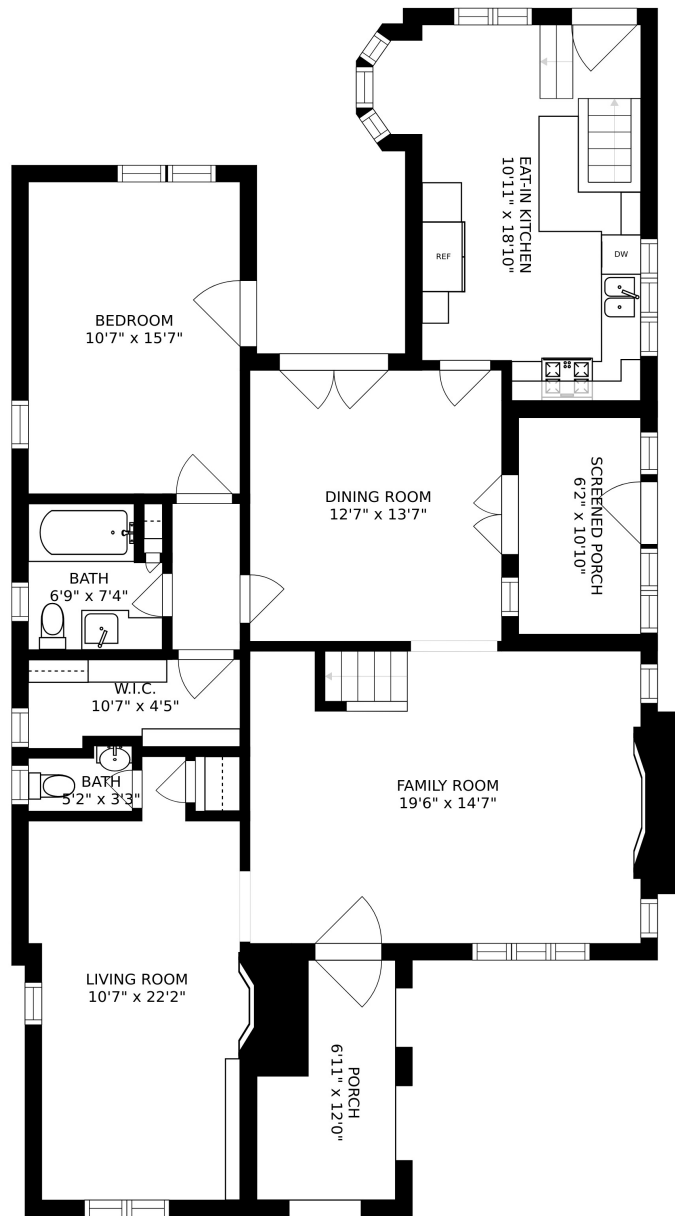 EAT-IN KITCHEN
10'11" x 18'10"
REF
DW
BEDROOM
10'7" x 15'7"
DINING ROOM
12'7" x 13'7"
SCREENED PORCH
6'2" x 10'10"
BATH
6'9" x 7'4"
W.I.C.
10'7" x 4'5"
BATH
5'2" x 3'3"
FAMILY ROOM
19'6" x 14'7"
LIVING ROOM
10'7" x 22'2"
PORCH
6'11" x 12'0"